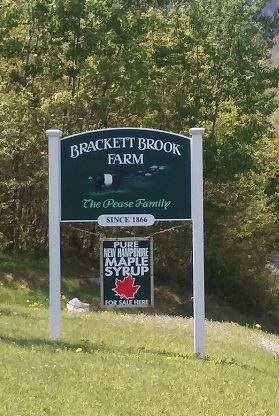 BRACKETT BROOK
FARM
The Pease Family
SINCE 1866
PURE
NEW HAMPSHIRE
MAPLE
SYRUP
FOR SALE HERE